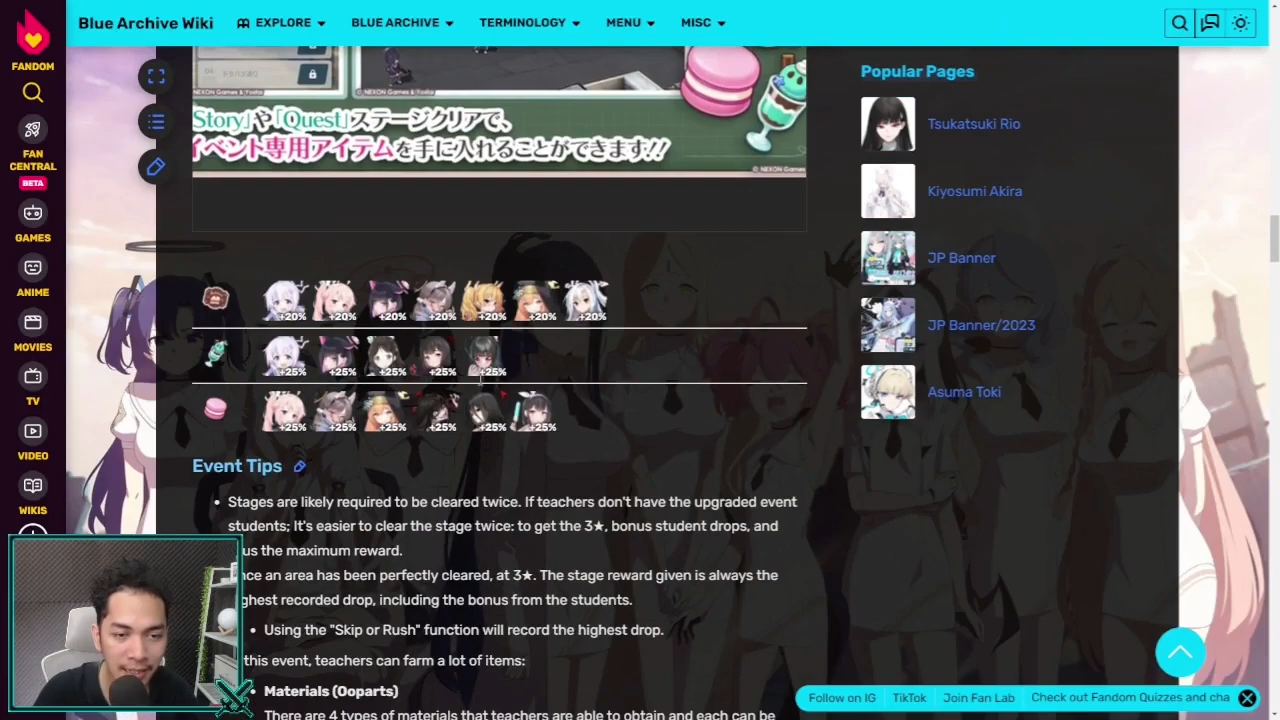 Blue Archive Wiki
EXPLORE
BLUE ARCHIVE
TERMINOLOGY
MENU
MISC
FANDOM
FAN
CENTRAL
BETA
GAMES
ANIME
MOVIES
TV
VIDEO
WIKIS
© NEXON Games & Yostar
© NEXON Games & Yostar
Story」や「Quest」ステージクリアで、
イベント専用アイテムを手に入れることができます!!
© NEXON Games
+20% +20% +20% +20% +20% +20% +20%
+25% +25% +25% +25% +25%
+25% +25% +25% +25% +25% +25%
Event Tips
Stages are likely required to be cleared twice. If teachers don't have the upgraded event
students; It's easier to clear the stage twice: to get the 3★, bonus student drops, and
us the maximum reward.
nce an area has been perfectly cleared, at 3★. The stage reward given is always the
ghest recorded drop, including the bonus from the students.
Using the "Skip or Rush" function will record the highest drop.
this event, teachers can farm a lot of items:
Materials (Ooparts)
There are 4 types of materials that teachers are able to obtain and each can be
Popular Pages
Tsukatsuki Rio
Kiyosumi Akira
JP Banner
JP Banner/2023
Asuma Toki
Follow on IG
TikTok
Join Fan Lab
Check out Fandom Quizzes and cha